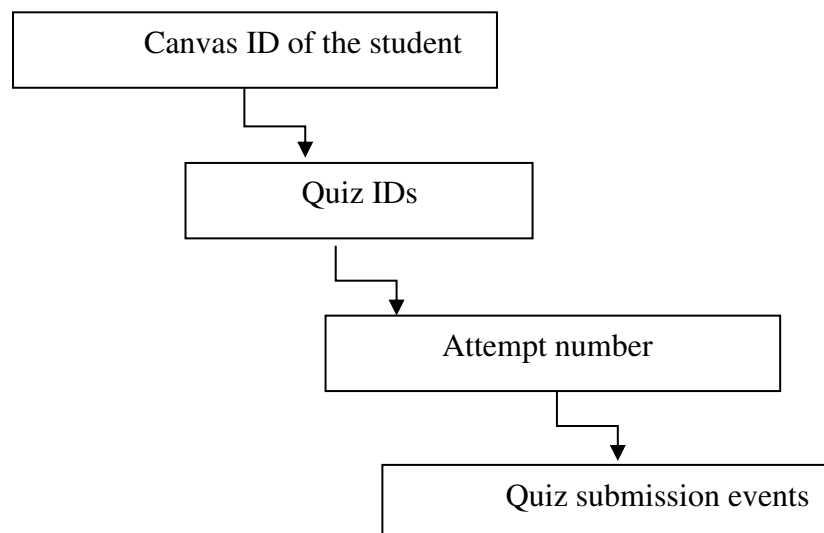 Canvas ID of the student
Quiz IDs
Attempt number
Quiz submission events